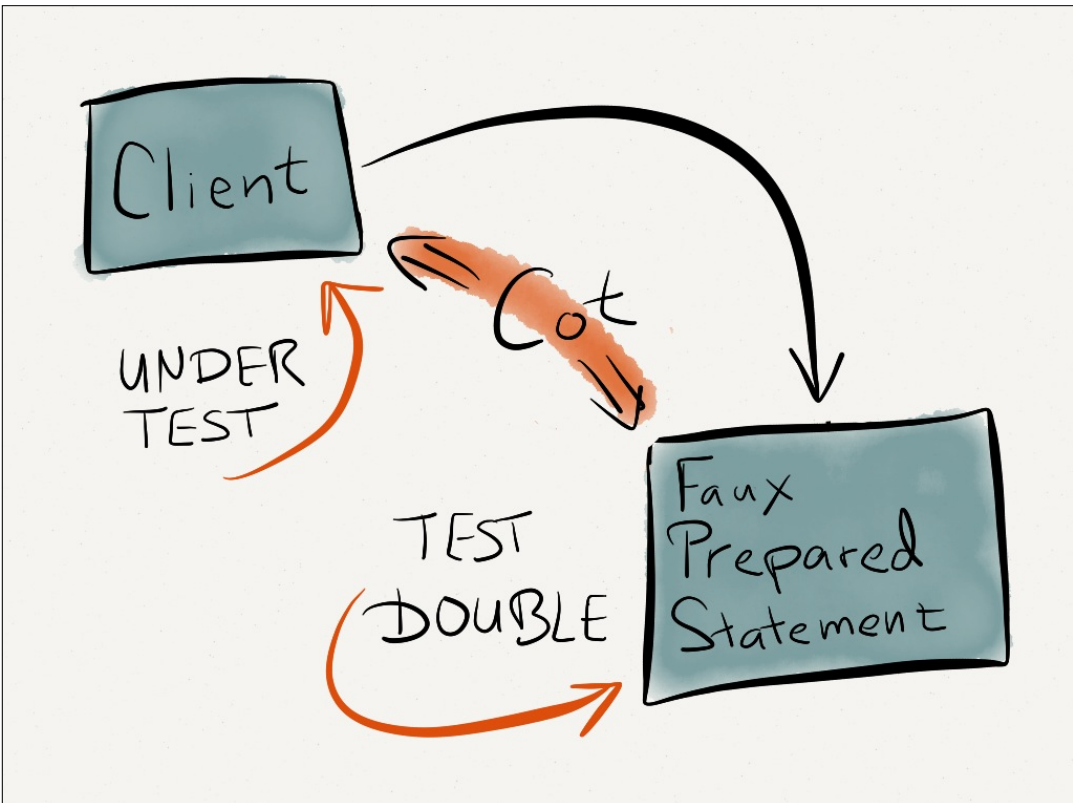 Client
Cot
UNDER
TEST
Faux
Prepared
Statement
TEST
DOUBLE